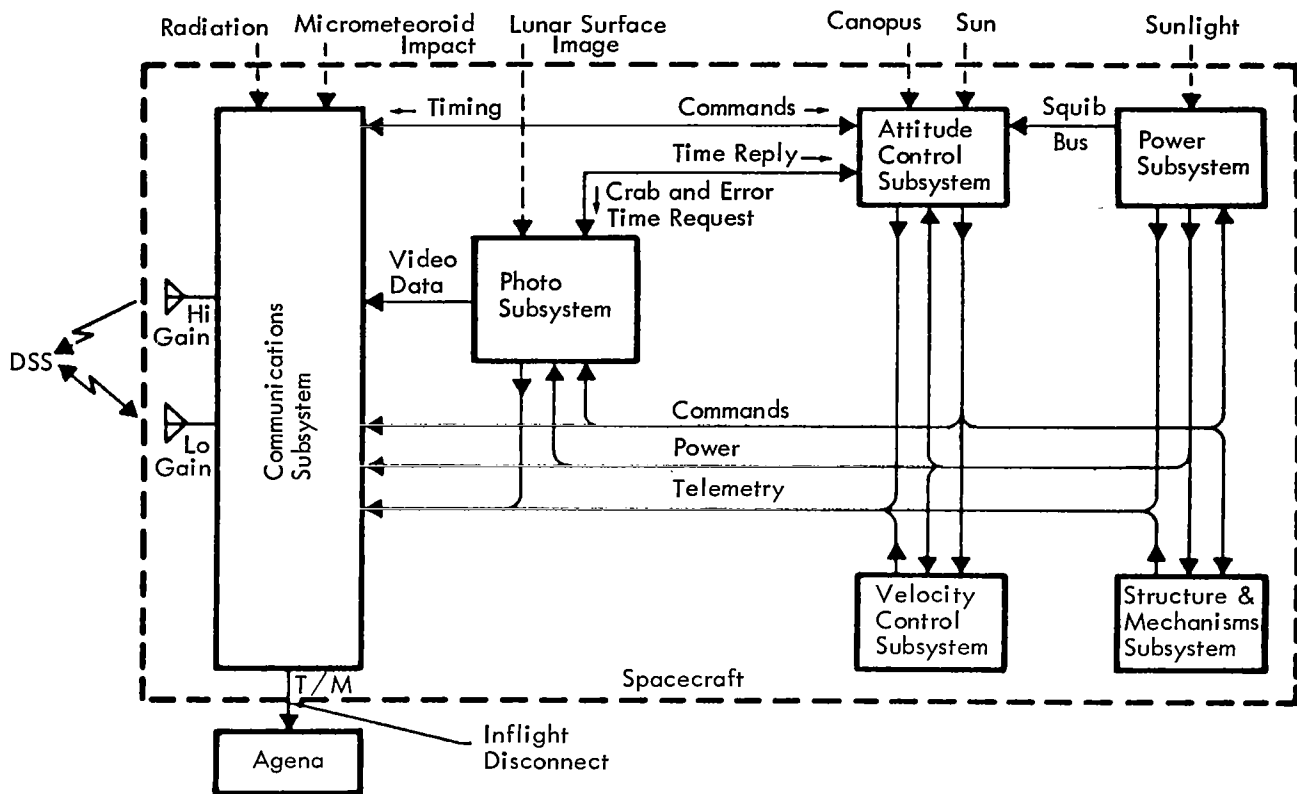 Radiation
Micrometeoroid
Impact
Lunar Surface
Image
Canopus
Sun
Sunlight
Timing
Commands
Attitude
Control
Subsystem
Squib
Bus
Power
Subsystem
Time Reply
Crab and Error
Time Request
Video
Data
Photo
Subsystem
Hi
Gain
DSS
Lo
Gain
Communications
Subsystem
Commands
Power
Telemetry
Velocity
Control
Subsystem
Structure &
Mechanisms
Subsystem
T/M
Spacecraft
Agena
Inflight
Disconnect